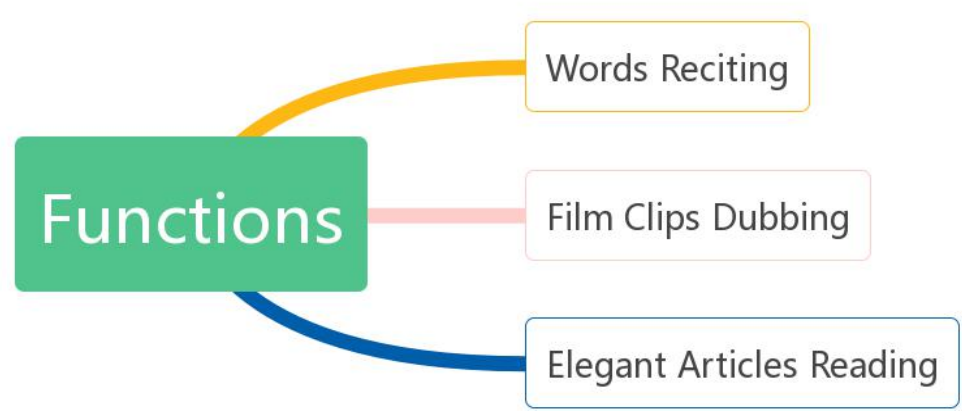 Functions
Words Reciting
Film Clips Dubbing
Elegant Articles Reading